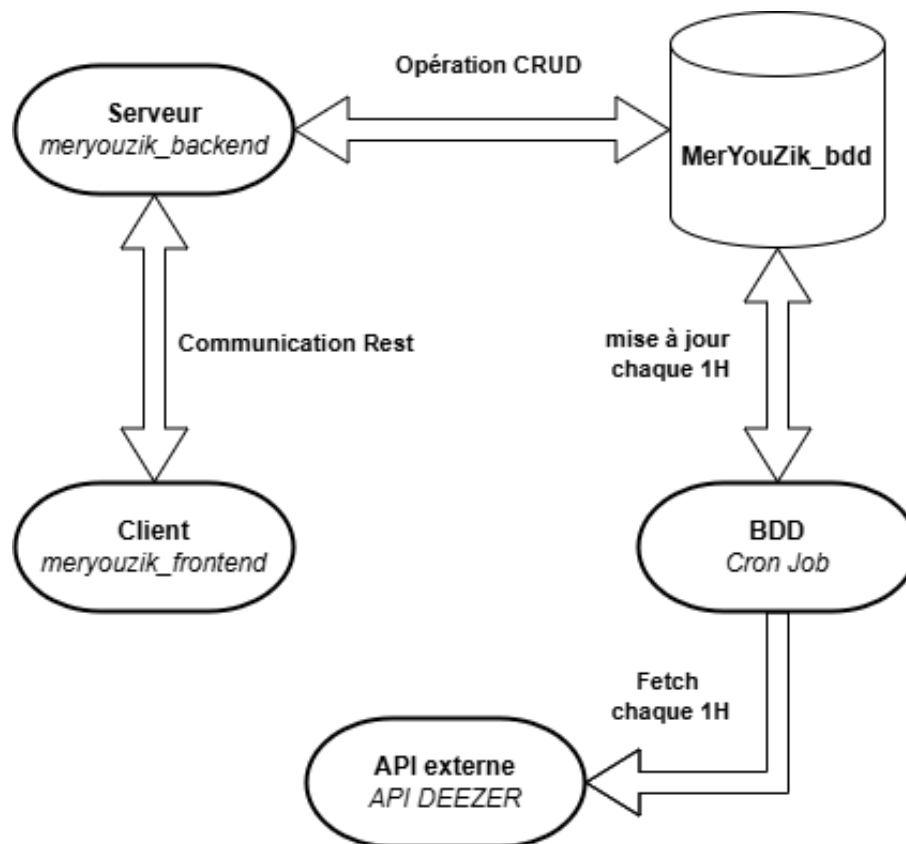 Opération CRUD
Serveur
meryouzik_backend
MerYouZik_bdd
Communication Rest
mise à jour
chaque 1H
Client
meryouzik_frontend
BDD
Cron Job
Fetch
chaque 1H
API externe
API DEEZER